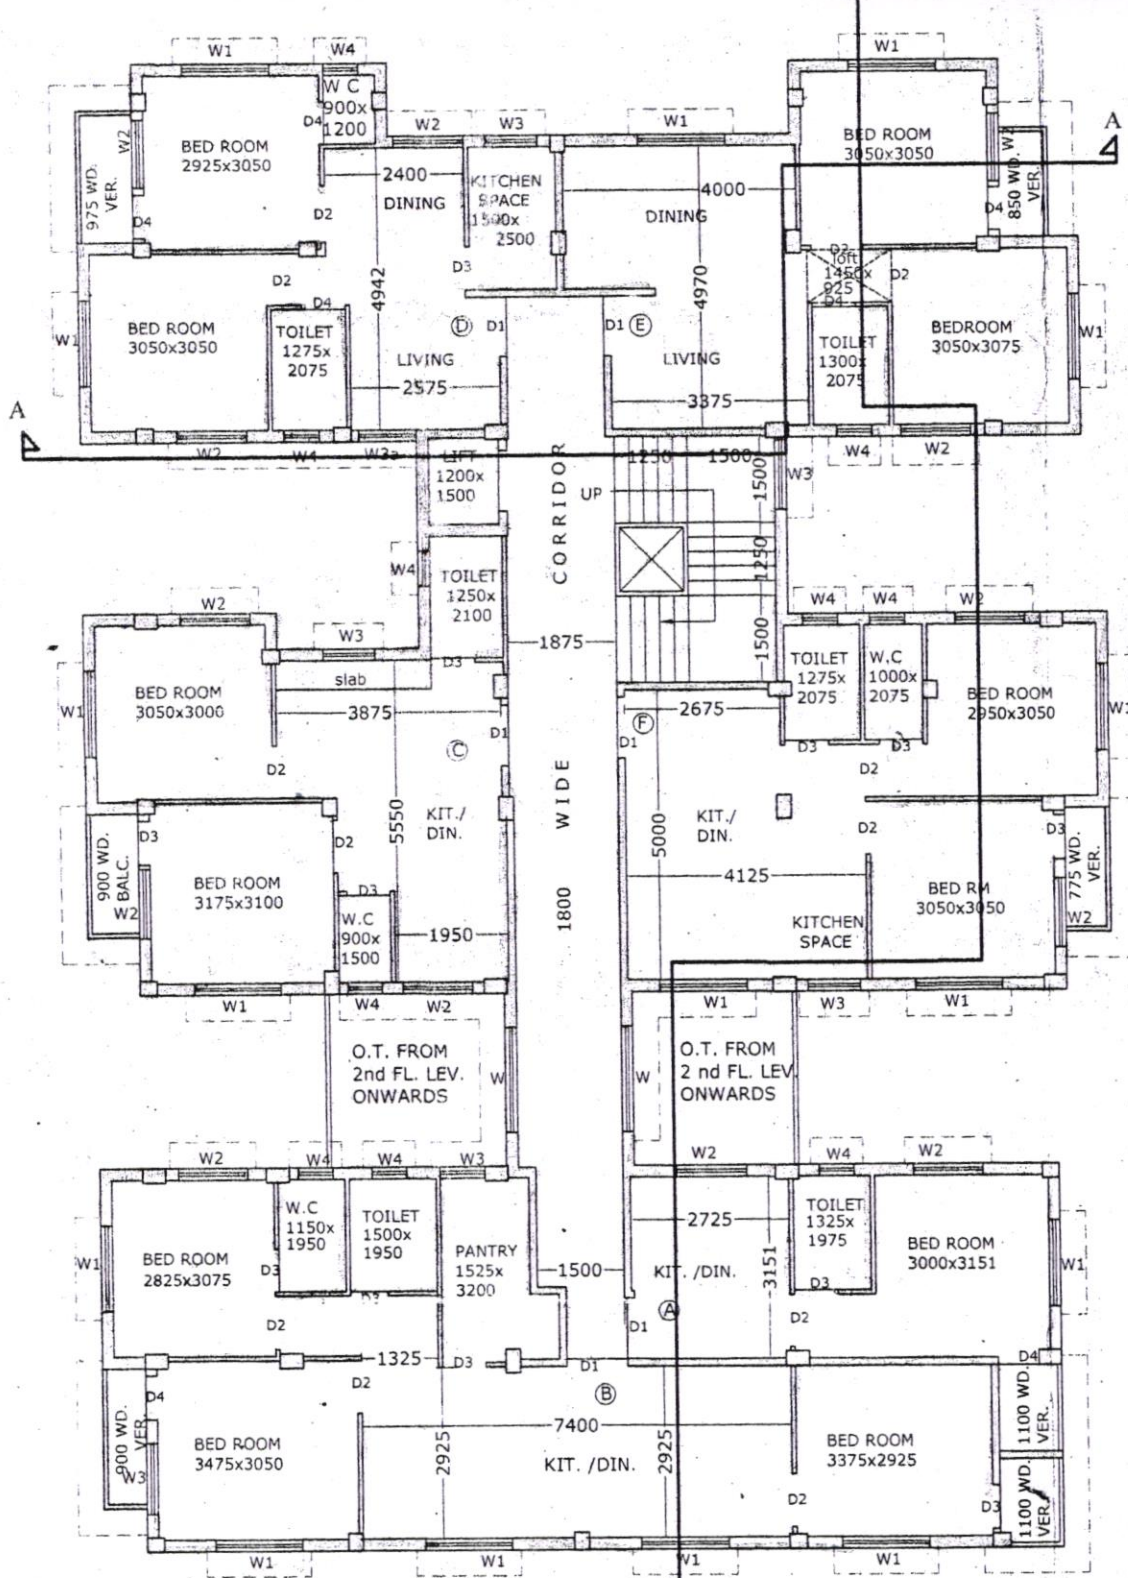 W1
W4
W1
W C
900x
1200
D4
W2
W3
W1
A
BED ROOM
2925x3050
W2
975 WD.
VER.
D4
D2
2400
DINING
KITCHEN
SPACE
1500x
2500
4000
DINING
BED ROOM
3050x3050
W2
850 WD.
VER.
D4
D2
loft
1450x
925
D4
D2
D2
D4
D3
4942
4970
W1
BED ROOM
3050x3050
TOILET
1275x
2075
D
D1
D1
E
LIVING
2575
LIVING
3375
TOILET
1300x
2075
BEDROOM
3050x3075
W1
A
W2
W4
W3a
LIFT
1200x
1500
CORRIDOR
1250
1500
1500
W3
W4
W2
UP
1250
1500
W4
TOILET
1250x
2100
1875
W2
W3
D3
slab
W1
BED ROOM
3050x3000
3875
D1
C
D2
W4
W4
W2
TOILET
1275x
2075
W.C
1000x
2075
BED ROOM
2950x3050
W1
2675
F
D1
D3
D3
D2
D3
900 WD.
BALC.
W2
D2
5550
KIT./
DIN.
1800 WIDE
KIT./
DIN.
5000
D2
D3
775 WD.
VER.
W2
BED ROOM
3175x3100
D3
W.C
900x
1500
1950
4125
KITCHEN
SPACE
BED RM
3050x3050
W1
W4
W2
W1
W3
W1
O.T. FROM
2nd FL. LEV.
ONWARDS
W
W
O.T. FROM
2 nd FL. LEV.
ONWARDS
W2
W4
W4
W3
W2
W4
W2
W1
BED ROOM
2825x3075
W.C
1150x
1950
D3
TOILET
1500x
1950
PANTRY
1525x
3200
1500
2725
KIT. /DIN.
3151
TOILET
1325x
1975
D3
BED ROOM
3000x3151
W1
D2
A
D1
D2
1325
D3
D1
D4
D4
900 WD.
VER.
W3
D2
B
7400
BED ROOM
3475x3050
2925
KIT. /DIN.
2925
BED ROOM
3375x2925
D2
D3
1100 WD.
VER.
1100 WD.
VER.
W1
W1
W1
W1